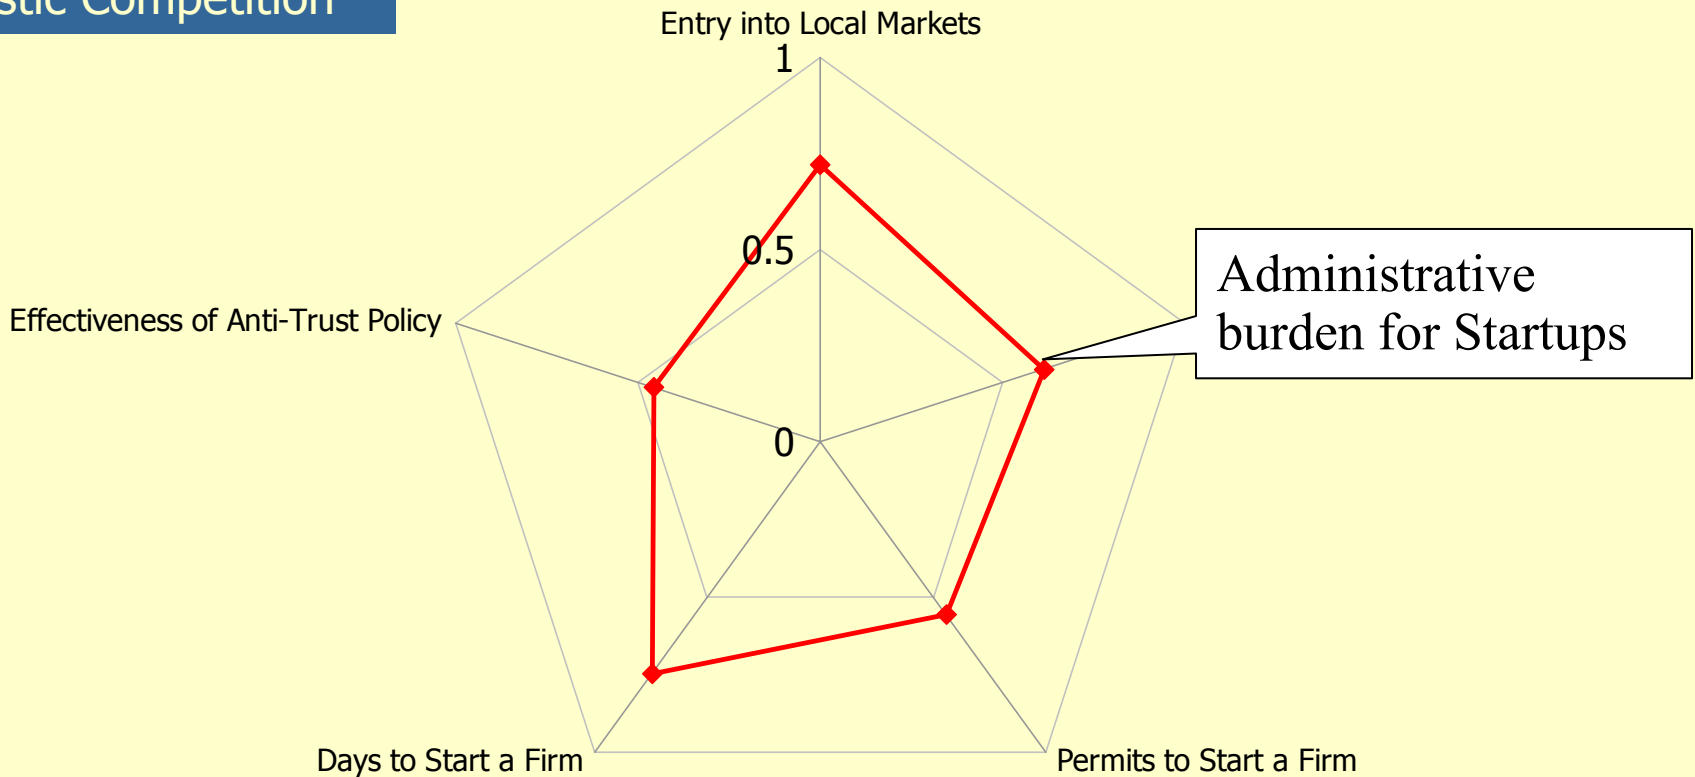 Competition
Entry into Local Markets
1
0.5
Effectiveness of Anti-Trust Policy
Administrative
burden for Startups
0
Days to Start a Firm
Permits to Start a Firm